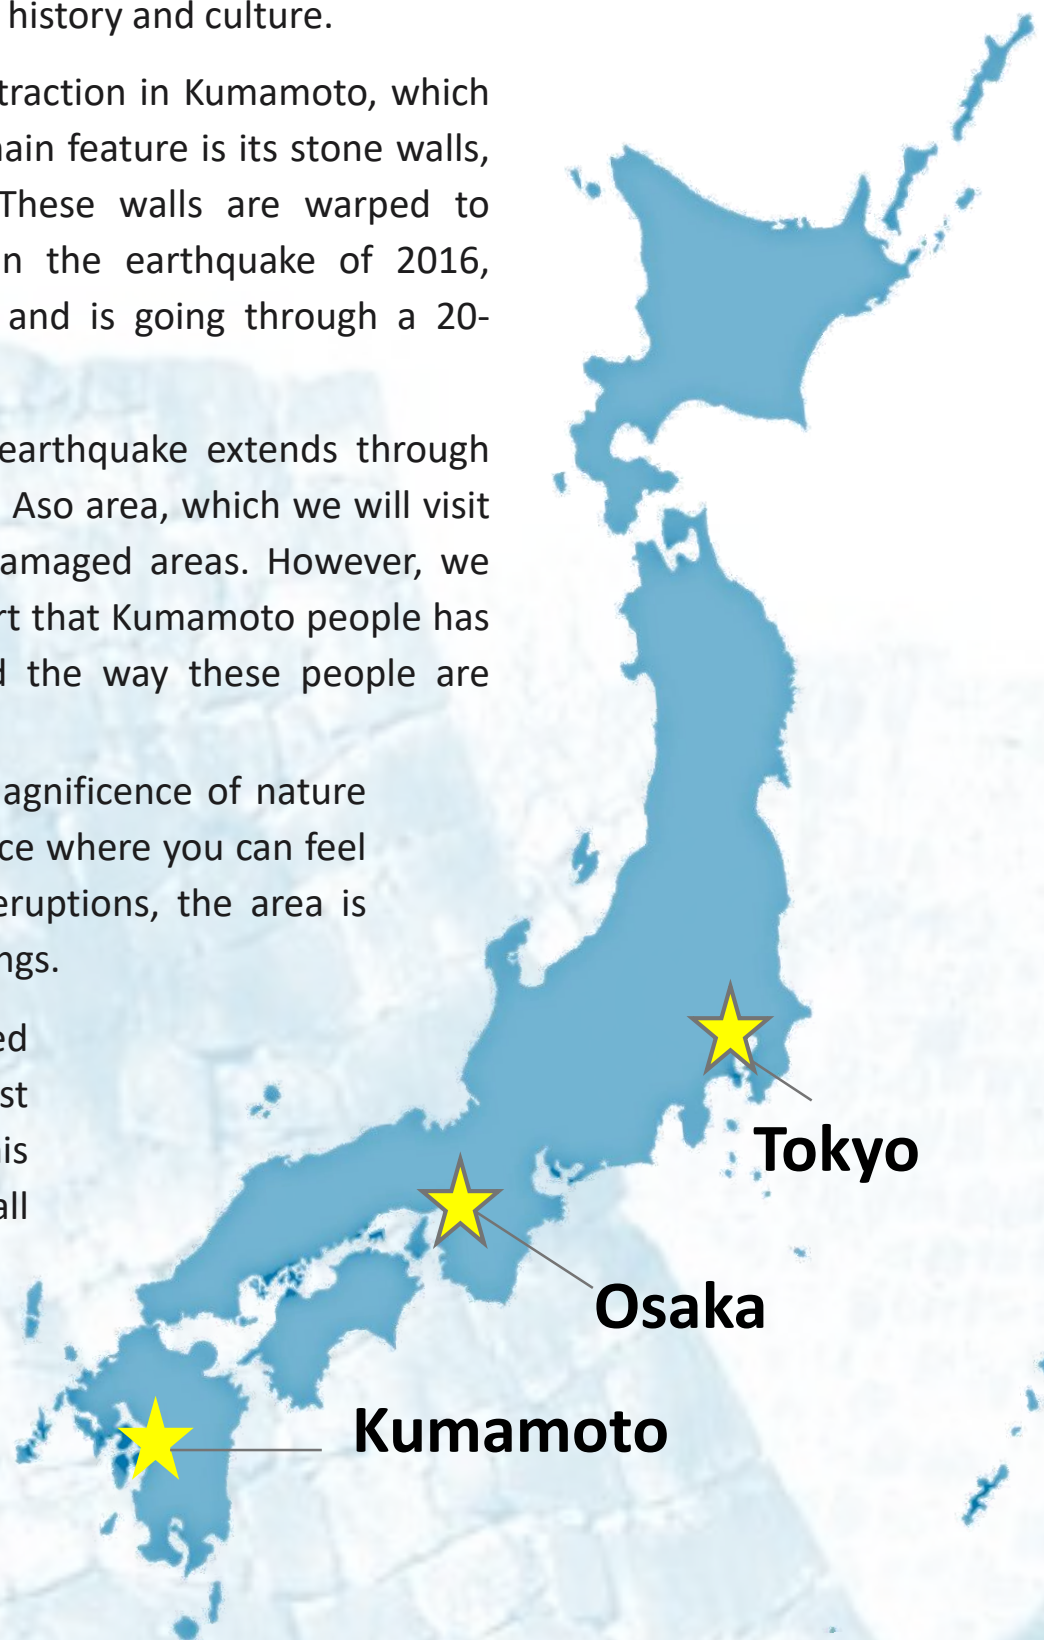 history and culture.
traction in Kumamoto, which
ain feature is its stone walls,
These walls are warped to
n the earthquake of 2016,
and is going through a 20-
earthquake extends through
Aso area, which we will visit
amaged areas. However, we
rt that Kumamoto people has
d the way these people are
agnificence of nature
ce where you can feel
eruptions, the area is
ngs.
ed
st
is
all
Tokyo
Osaka
Kumamoto